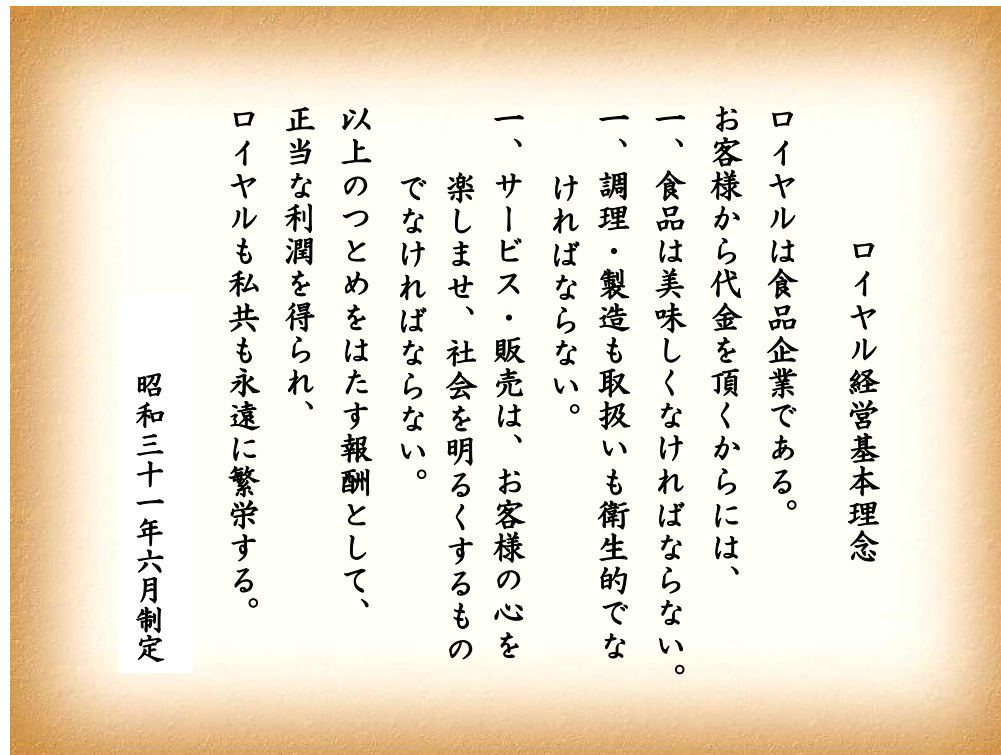 ロイヤル経営基本理念
ロイヤルは食品企業である。
お客様から代金を頂くからには、
一、食品は美味しくなければならない。
一、調理・製造も取扱いも衛生的でな
ければならない。
一、サービス・販売は、お客様の心を
楽しませ、社会を明るくするもの
でなければならない。
以上のつとめをはたす報酬として、
正当な利潤を得られ、
ロイヤルも私共も永遠に繁栄する。
昭和三十一年六月制定